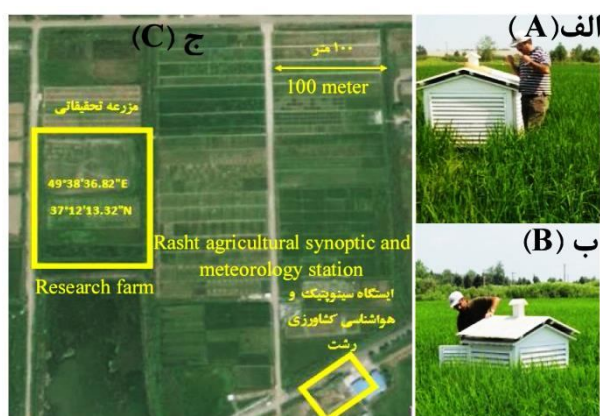 (A) الف
ج (C)
۱۰۰ متر
100 meter
مزرعه تحقیقاتی
49°38'36.82"E
37°12'13.32"N
Research farm
Rasht agricultural synoptic and
meteorology station
ایستگاه سینوپتیک و
هواشناسی کشاورزی
رشت
(B) ب